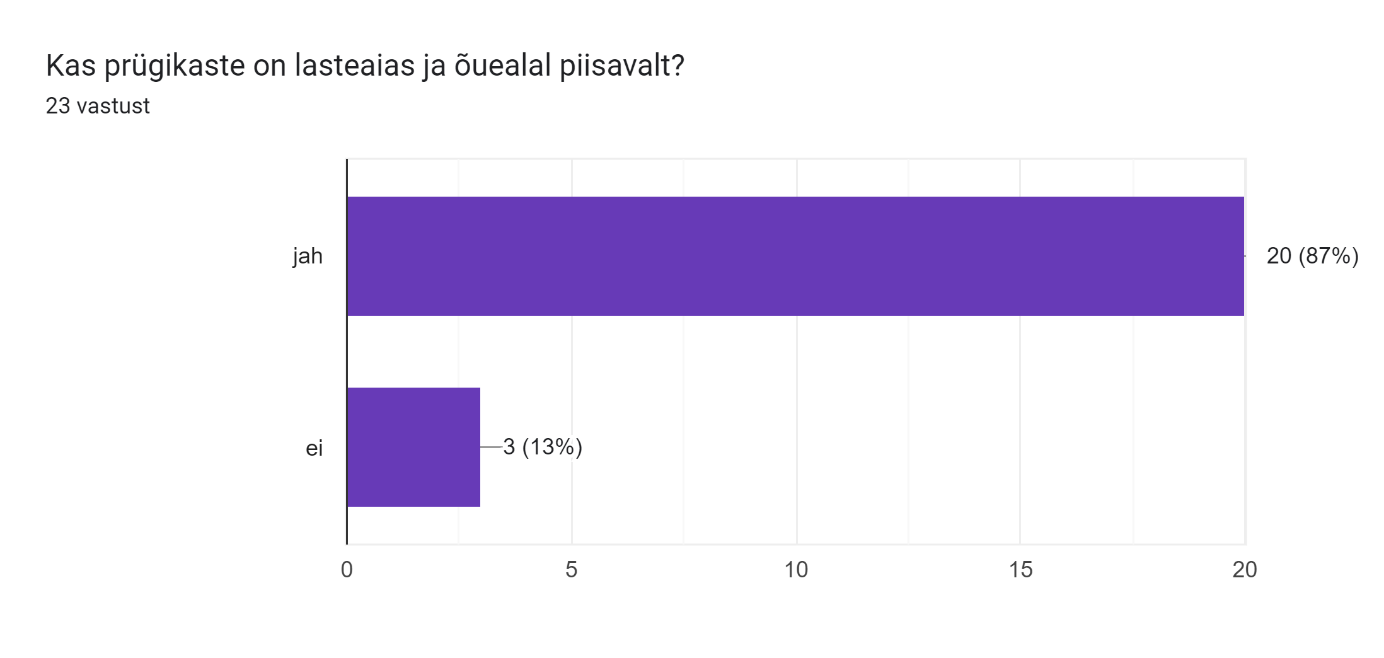 Kas prügikaste on lasteaias ja õuealal piisavalt?
23 vastust
jah
20 (87%)
ei
3 (13%)
0 5 10 15 20